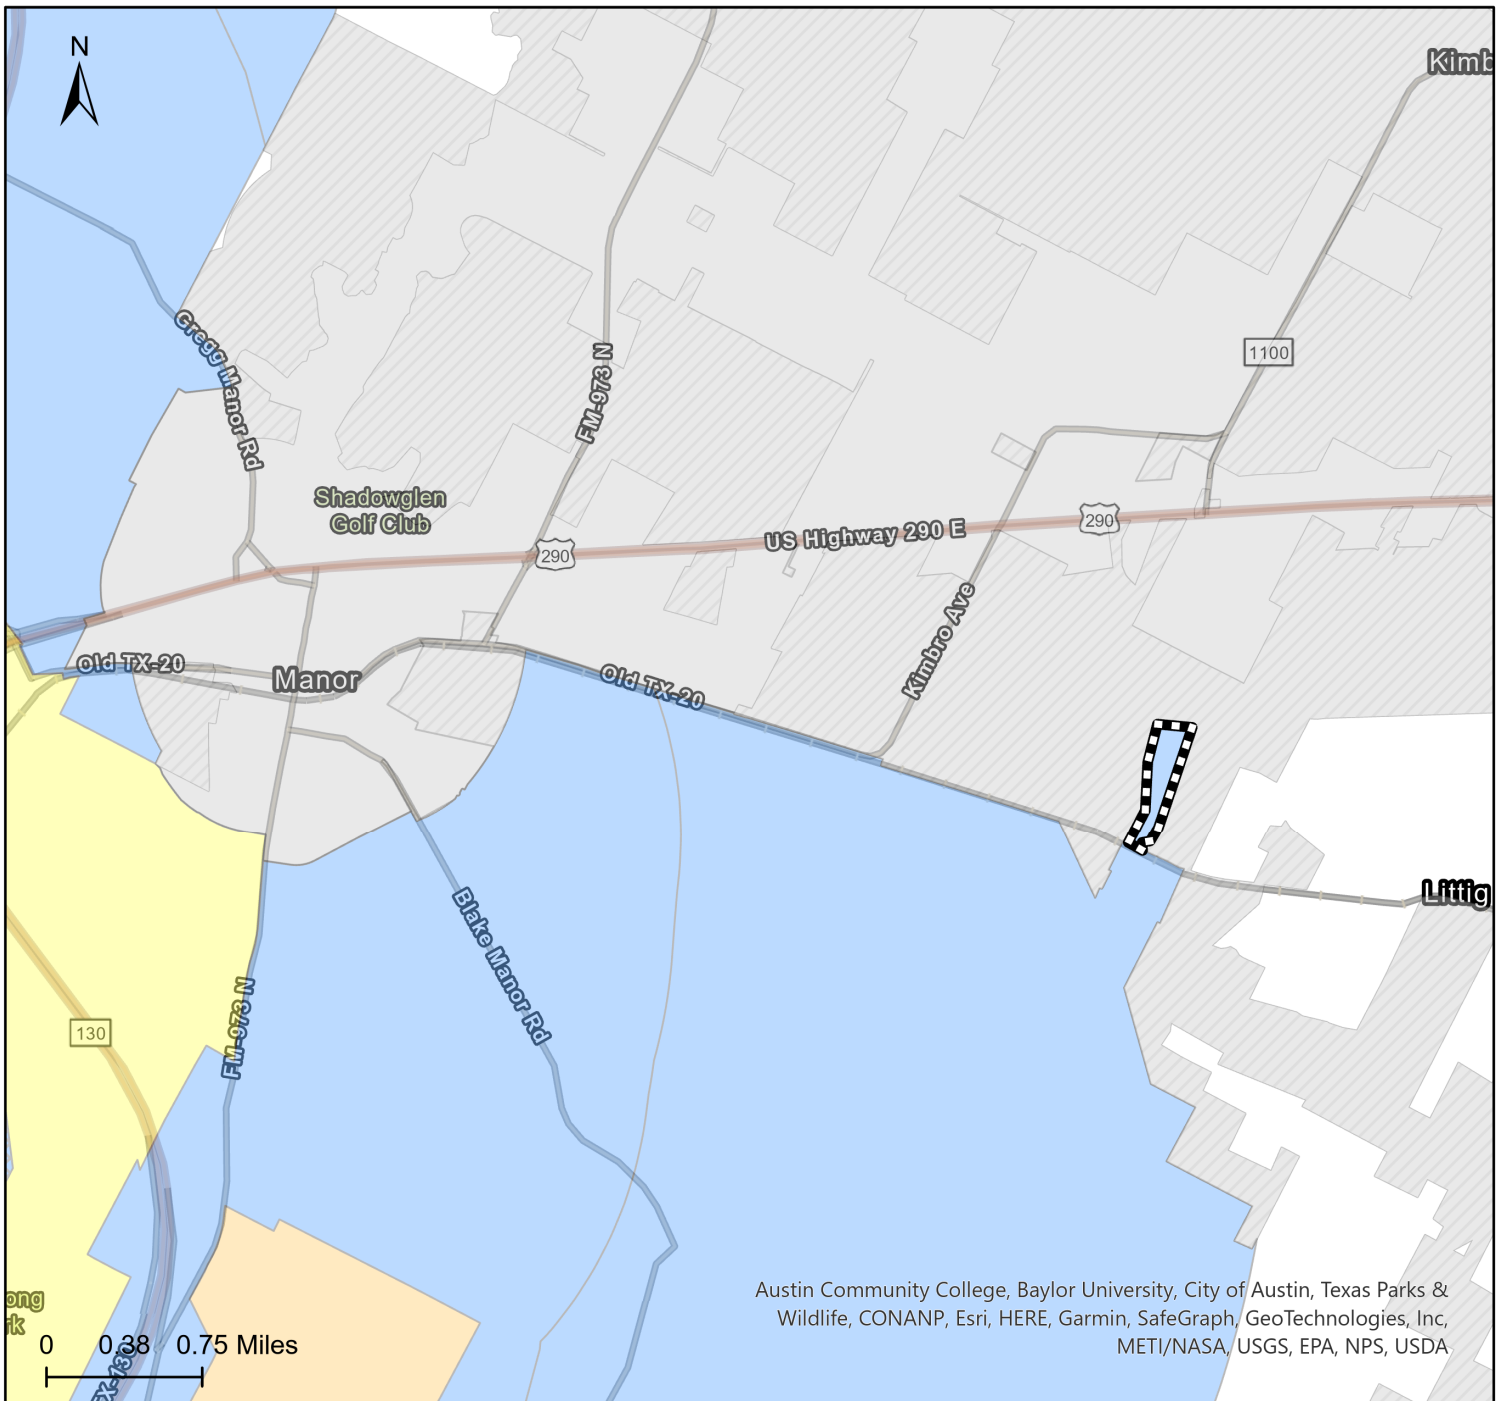 N
Kimb
Gregg Manor Rd
FM-973 N
1100
Shadowglen
Golf Club
290
US Highway 290 E
290
Kimbro Ave
Old TX-20
Manor
Old TX-20
Littig
Blake Manor Rd
FM-973 N
130
ong
rk
0 0.38 0.75 Miles
TX-130
Austin Community College, Baylor University, City of Austin, Texas Parks &
Wildlife, CONANP, Esri, HERE, Garmin, SafeGraph, GeoTechnologies, Inc,
METI/NASA, USGS, EPA, NPS, USDA